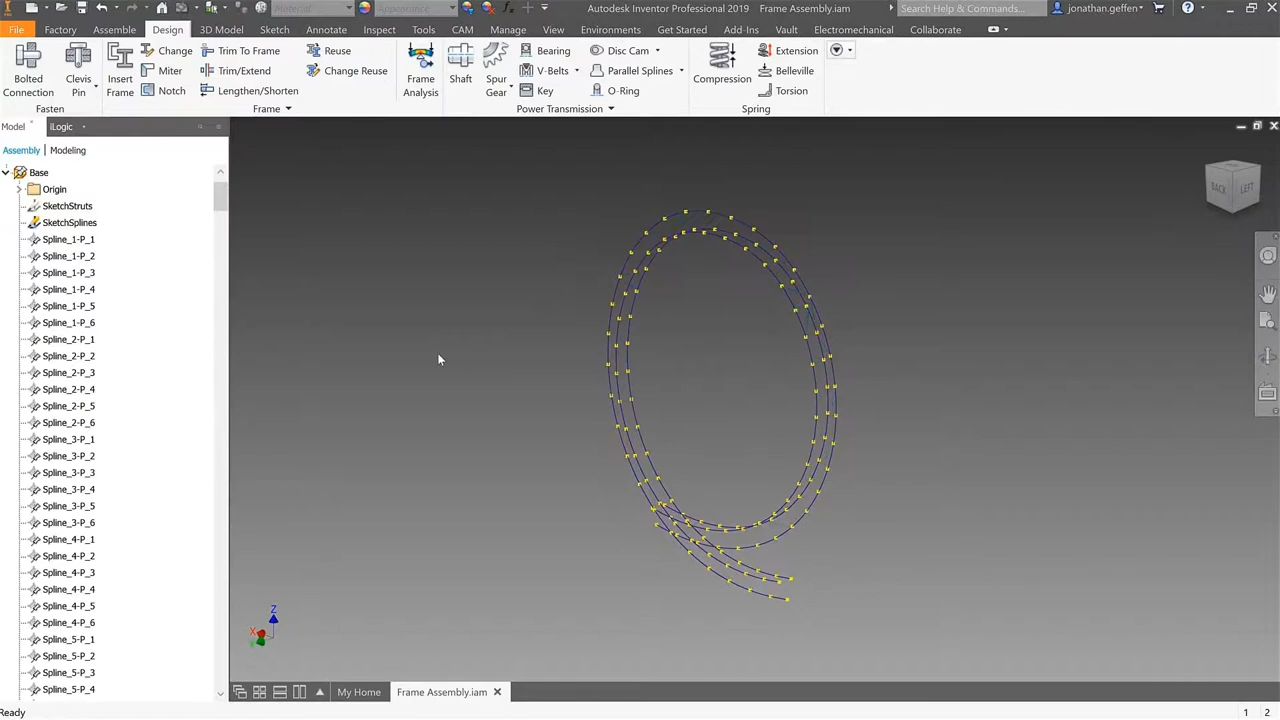 Material
Appearance
Autodesk Inventor Professional 2019 Frame Assembly.iam
Search Help & Commands...
jonathan.geffen
File Factory Assemble Design 3D Model Sketch Annotate Inspect Tools CAM Manage View Environments Get Started Add-Ins Vault Electromechanical Collaborate
Bolted Connection
Clevis Pin
Insert Frame
Change
Miter
Notch
Trim To Frame
Trim/Extend
Lengthen/Shorten
Reuse
Change Reuse
Frame Analysis
Shaft
Spur Gear
Bearing
V-Belts
Key
Disc Cam
Parallel Splines
O-Ring
Compression
Extension
Belleville
Torsion
Fasten
Frame
Power Transmission
Spring
Model
iLogic
Assembly | Modeling
Base
Origin
SketchStruts
SketchSplines
Spline_1-P_1
Spline_1-P_2
Spline_1-P_3
Spline_1-P_4
Spline_1-P_5
Spline_1-P_6
Spline_2-P_1
Spline_2-P_2
Spline_2-P_3
Spline_2-P_4
Spline_2-P_5
Spline_2-P_6
Spline_3-P_1
Spline_3-P_2
Spline_3-P_3
Spline_3-P_4
Spline_3-P_5
Spline_3-P_6
Spline_4-P_1
Spline_4-P_2
Spline_4-P_3
Spline_4-P_4
Spline_4-P_5
Spline_4-P_6
Spline_5-P_1
Spline_5-P_2
Spline_5-P_3
Spline_5-P_4
BACK
LEFT
Z
X
My Home
Frame Assembly.iam
Ready
1 2